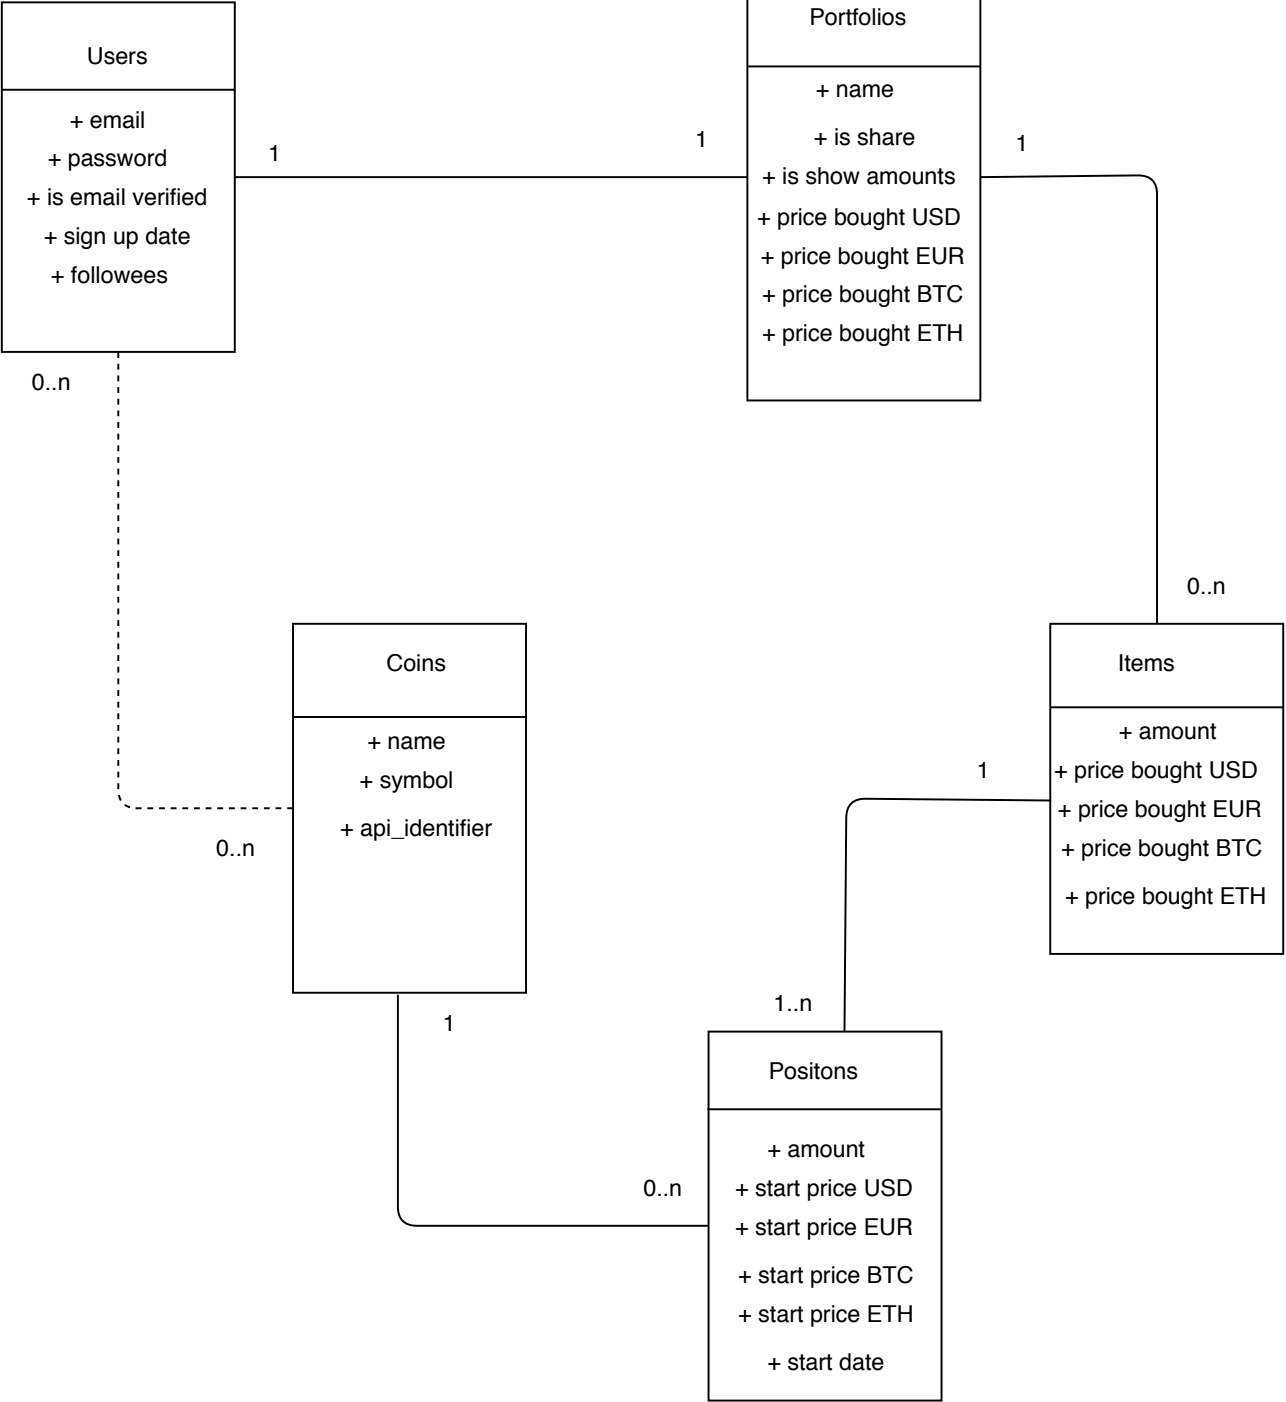 Users
+ email
+ password
+ is email verified
+ sign up date
+ followees
1
1
Portfolios
+ name
+ is share
+ is show amounts
+ price bought USD
+ price bought EUR
+ price bought BTC
+ price bought ETH
1
0..n
0..n
Coins
+ name
+ symbol
+ api_identifier
0..n
1
Items
+ amount
+ price bought USD
+ price bought EUR
+ price bought BTC
+ price bought ETH
1
1..n
0..n
Positons
+ amount
+ start price USD
+ start price EUR
+ start price BTC
+ start price ETH
+ start date